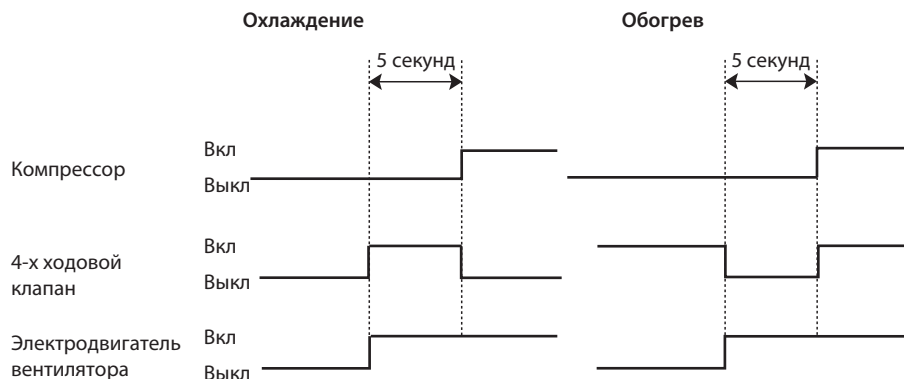 Охлаждение
Обогрев
5 секунд
5 секунд
Компрессор
Вкл
Выкл
4-х ходовой
клапан
Вкл
Выкл
Электродвигатель
вентилятора
Вкл
Выкл